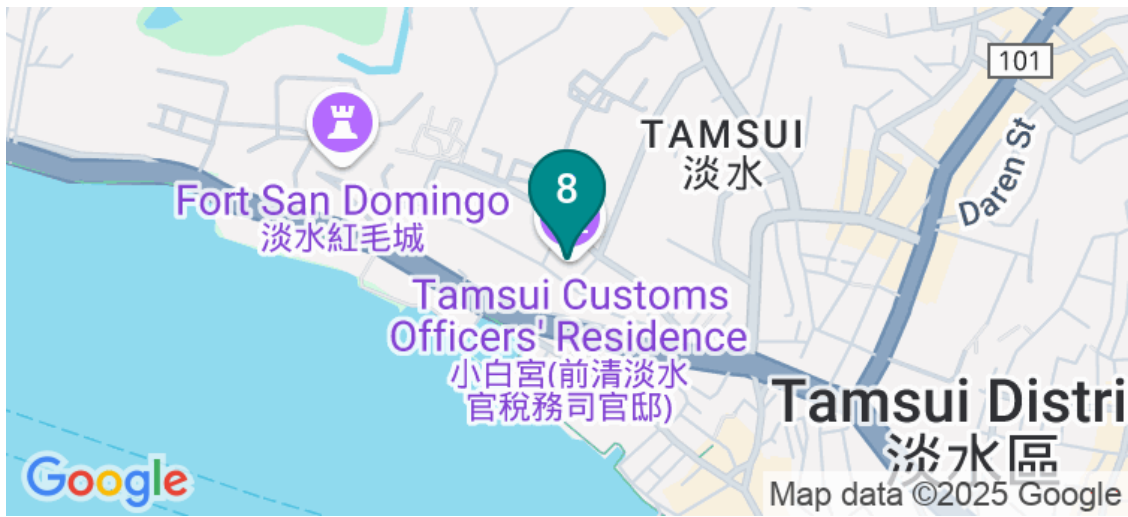 101
TAMSUI
淡水
Daren St
8
Fort San Domingo
淡水紅毛城
Tamsui Customs
Officers' Residence
小白宮(前清淡水
官稅務司官邸)
Tamsui Distri
淡水區
Google
Map data ©2025 Google